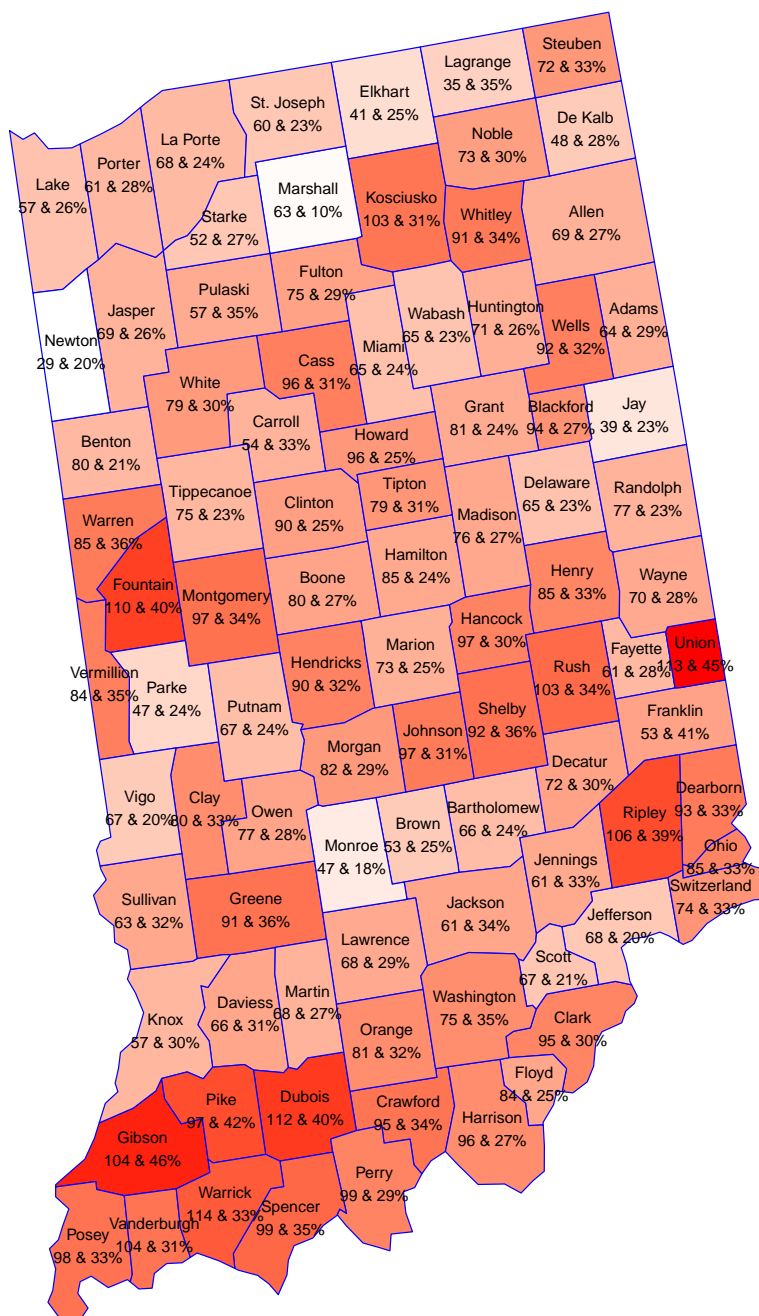 Steuben
72 & 33%
Lagrange
35 & 35%
Elkhart
41 & 25%
St. Joseph
60 & 23%
De Kalb
48 & 28%
La Porte
68 & 24%
Noble
73 & 30%
Porter
61 & 28%
Lake
57 & 26%
Marshall
63 & 10%
Kosciusko
103 & 31%
Whitley
91 & 34%
Allen
69 & 27%
Starke
52 & 27%
Fulton
75 & 29%
Pulaski
57 & 35%
Jasper
69 & 26%
Newton
29 & 20%
Wabash
65 & 23%
Huntington
71 & 26%
Wells
92 & 32%
Adams
64 & 29%
Miami
65 & 24%
Cass
96 & 31%
White
79 & 30%
Carroll
54 & 33%
Grant
81 & 24%
Blackford
94 & 27%
Jay
39 & 23%
Benton
80 & 21%
Howard
96 & 25%
Tippecanoe
75 & 23%
Clinton
90 & 25%
Tipton
79 & 31%
Delaware
65 & 23%
Randolph
77 & 23%
Madison
76 & 27%
Warren
85 & 36%
Hamilton
85 & 24%
Boone
80 & 27%
Fountain
110 & 40%
Montgomery
97 & 34%
Henry
85 & 33%
Wayne
70 & 28%
Hancock
97 & 30%
Marion
73 & 25%
Hendricks
90 & 32%
Fayette
61 & 28%
Union
113 & 45%
Rush
103 & 34%
Vermillion
84 & 35%
Parke
47 & 24%
Putnam
67 & 24%
Shelby
92 & 36%
Franklin
53 & 41%
Johnson
97 & 31%
Morgan
82 & 29%
Decatur
72 & 30%
Dearborn
93 & 33%
Vigo
67 & 20%
Clay
80 & 33%
Owen
77 & 28%
Ripley
106 & 39%
Bartholomew
66 & 24%
Brown
53 & 25%
Monroe
47 & 18%
Ohio
85 & 33%
Jennings
61 & 33%
Switzerland
74 & 33%
Sullivan
63 & 32%
Greene
91 & 36%
Jackson
61 & 34%
Jefferson
68 & 20%
Lawrence
68 & 29%
Scott
67 & 21%
Knox
57 & 30%
Daviess
66 & 31%
Martin
68 & 27%
Washington
75 & 35%
Orange
81 & 32%
Clark
95 & 30%
Floyd
84 & 25%
Pike
97 & 42%
Dubois
112 & 40%
Crawford
95 & 34%
Harrison
96 & 27%
Gibson
104 & 46%
Perry
99 & 29%
Warrick
114 & 33%
Spencer
99 & 35%
Vanderburgh
104 & 31%
Posey
98 & 33%